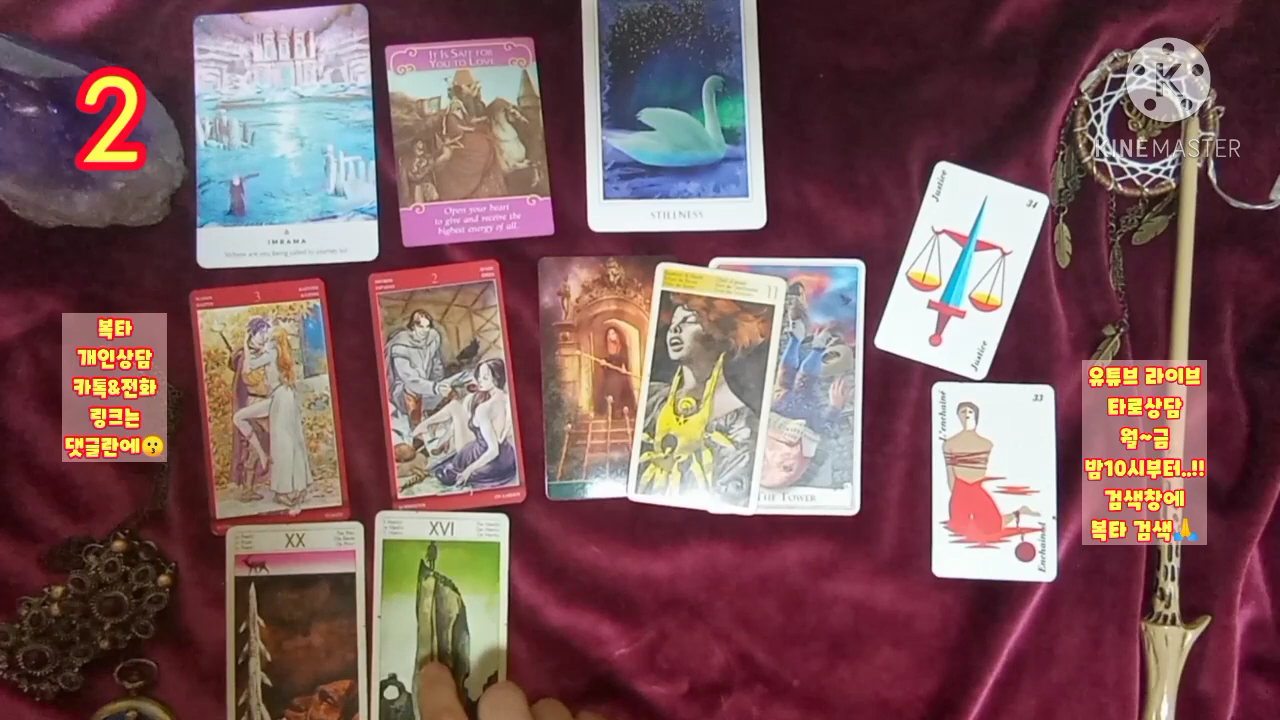 2
IMRAMA
Where are you being called to journey to?
IT IS SAFE FOR
YOU TO LOVE
Open your heart
to give and receive the
highest energy of all.
STILLNESS
Justice
31
Justice
KINEMASTER
3
2
11
THE TOWER
L'enchainé
33
Enchained
XX
XVI
복타
개인상담
카톡&전화
링크는
댓글란에😗
유튜브 라이브
타로상담
월~금
밤10시부터..!!
검색창에
복타 검색🙏